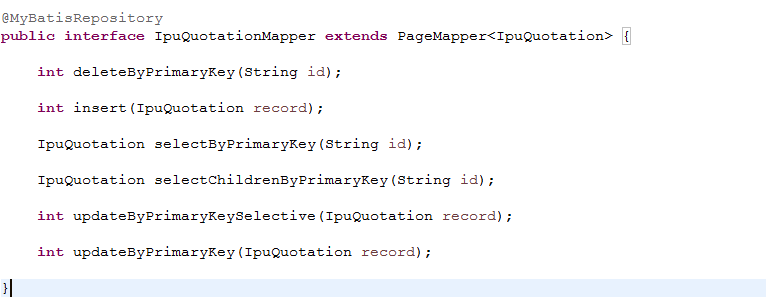 @MyBatisRepository
public interface IpuQuotationMapper extends PageMapper<IpuQuotation> {
int deleteByPrimaryKey(String id);
int insert(IpuQuotation record);
IpuQuotation selectByPrimaryKey(String id);
IpuQuotation selectChildrenByPrimaryKey(String id);
int updateByPrimaryKeySelective(IpuQuotation record);
int updateByPrimaryKey(IpuQuotation record);
}